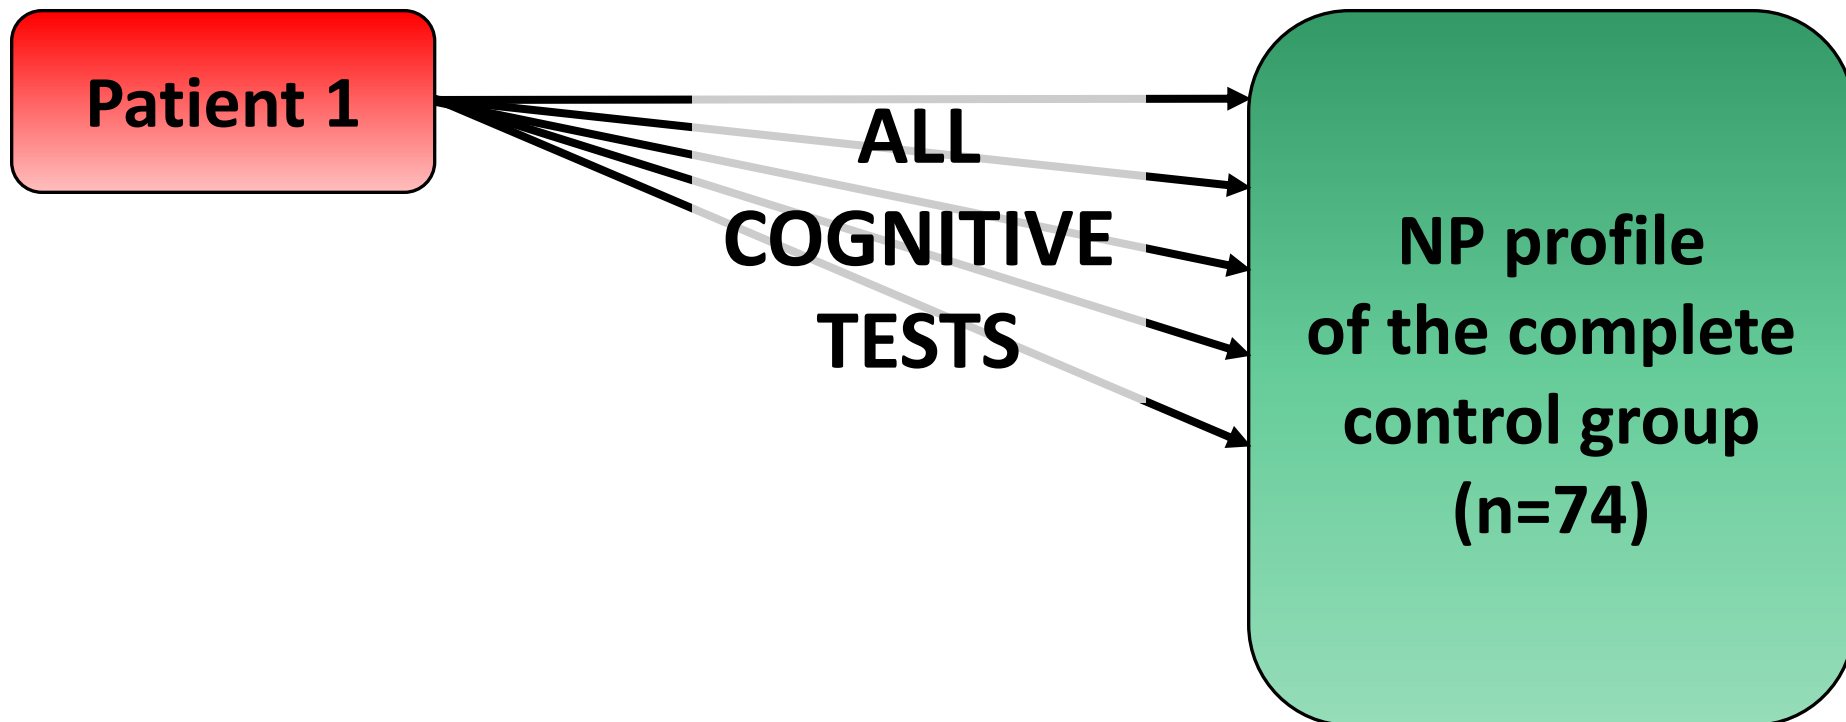 Patient 1
ALL
COGNITIVE
TESTS
NP profile
of the complete
control group
(n=74)